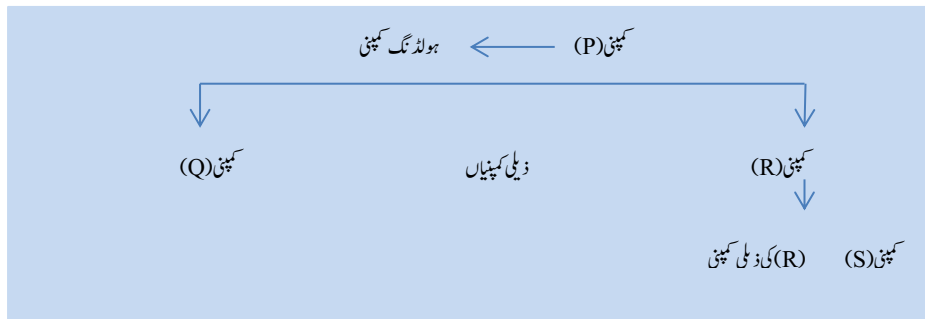 کمپنی(P) ہولڈنگ کمپنی
کمپنی(R) ذیلی کمپنیاں کمپنی(Q)
کمپنی(S) (R)کی ذیلی کمپنی